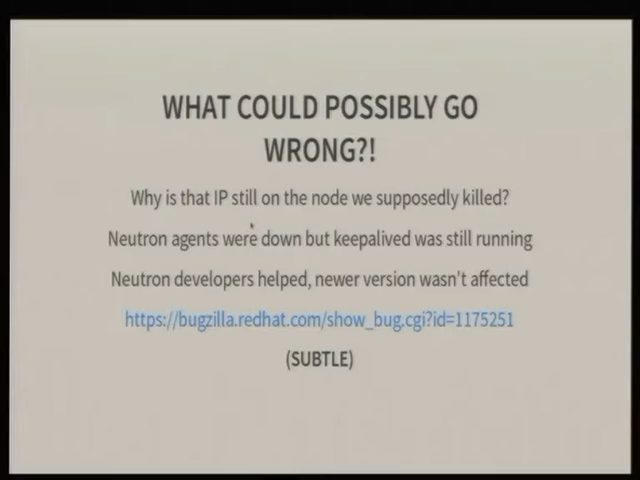 WHAT COULD POSSIBLY GO
WRONG?!
Why is that IP still on the node we supposedly killed?
Neutron agents were down but keepalived was still running
Neutron developers helped, newer version wasn't affected
https://bugzilla.redhat.com/show_bug.cgi?id=1175251
(SUBTLE)